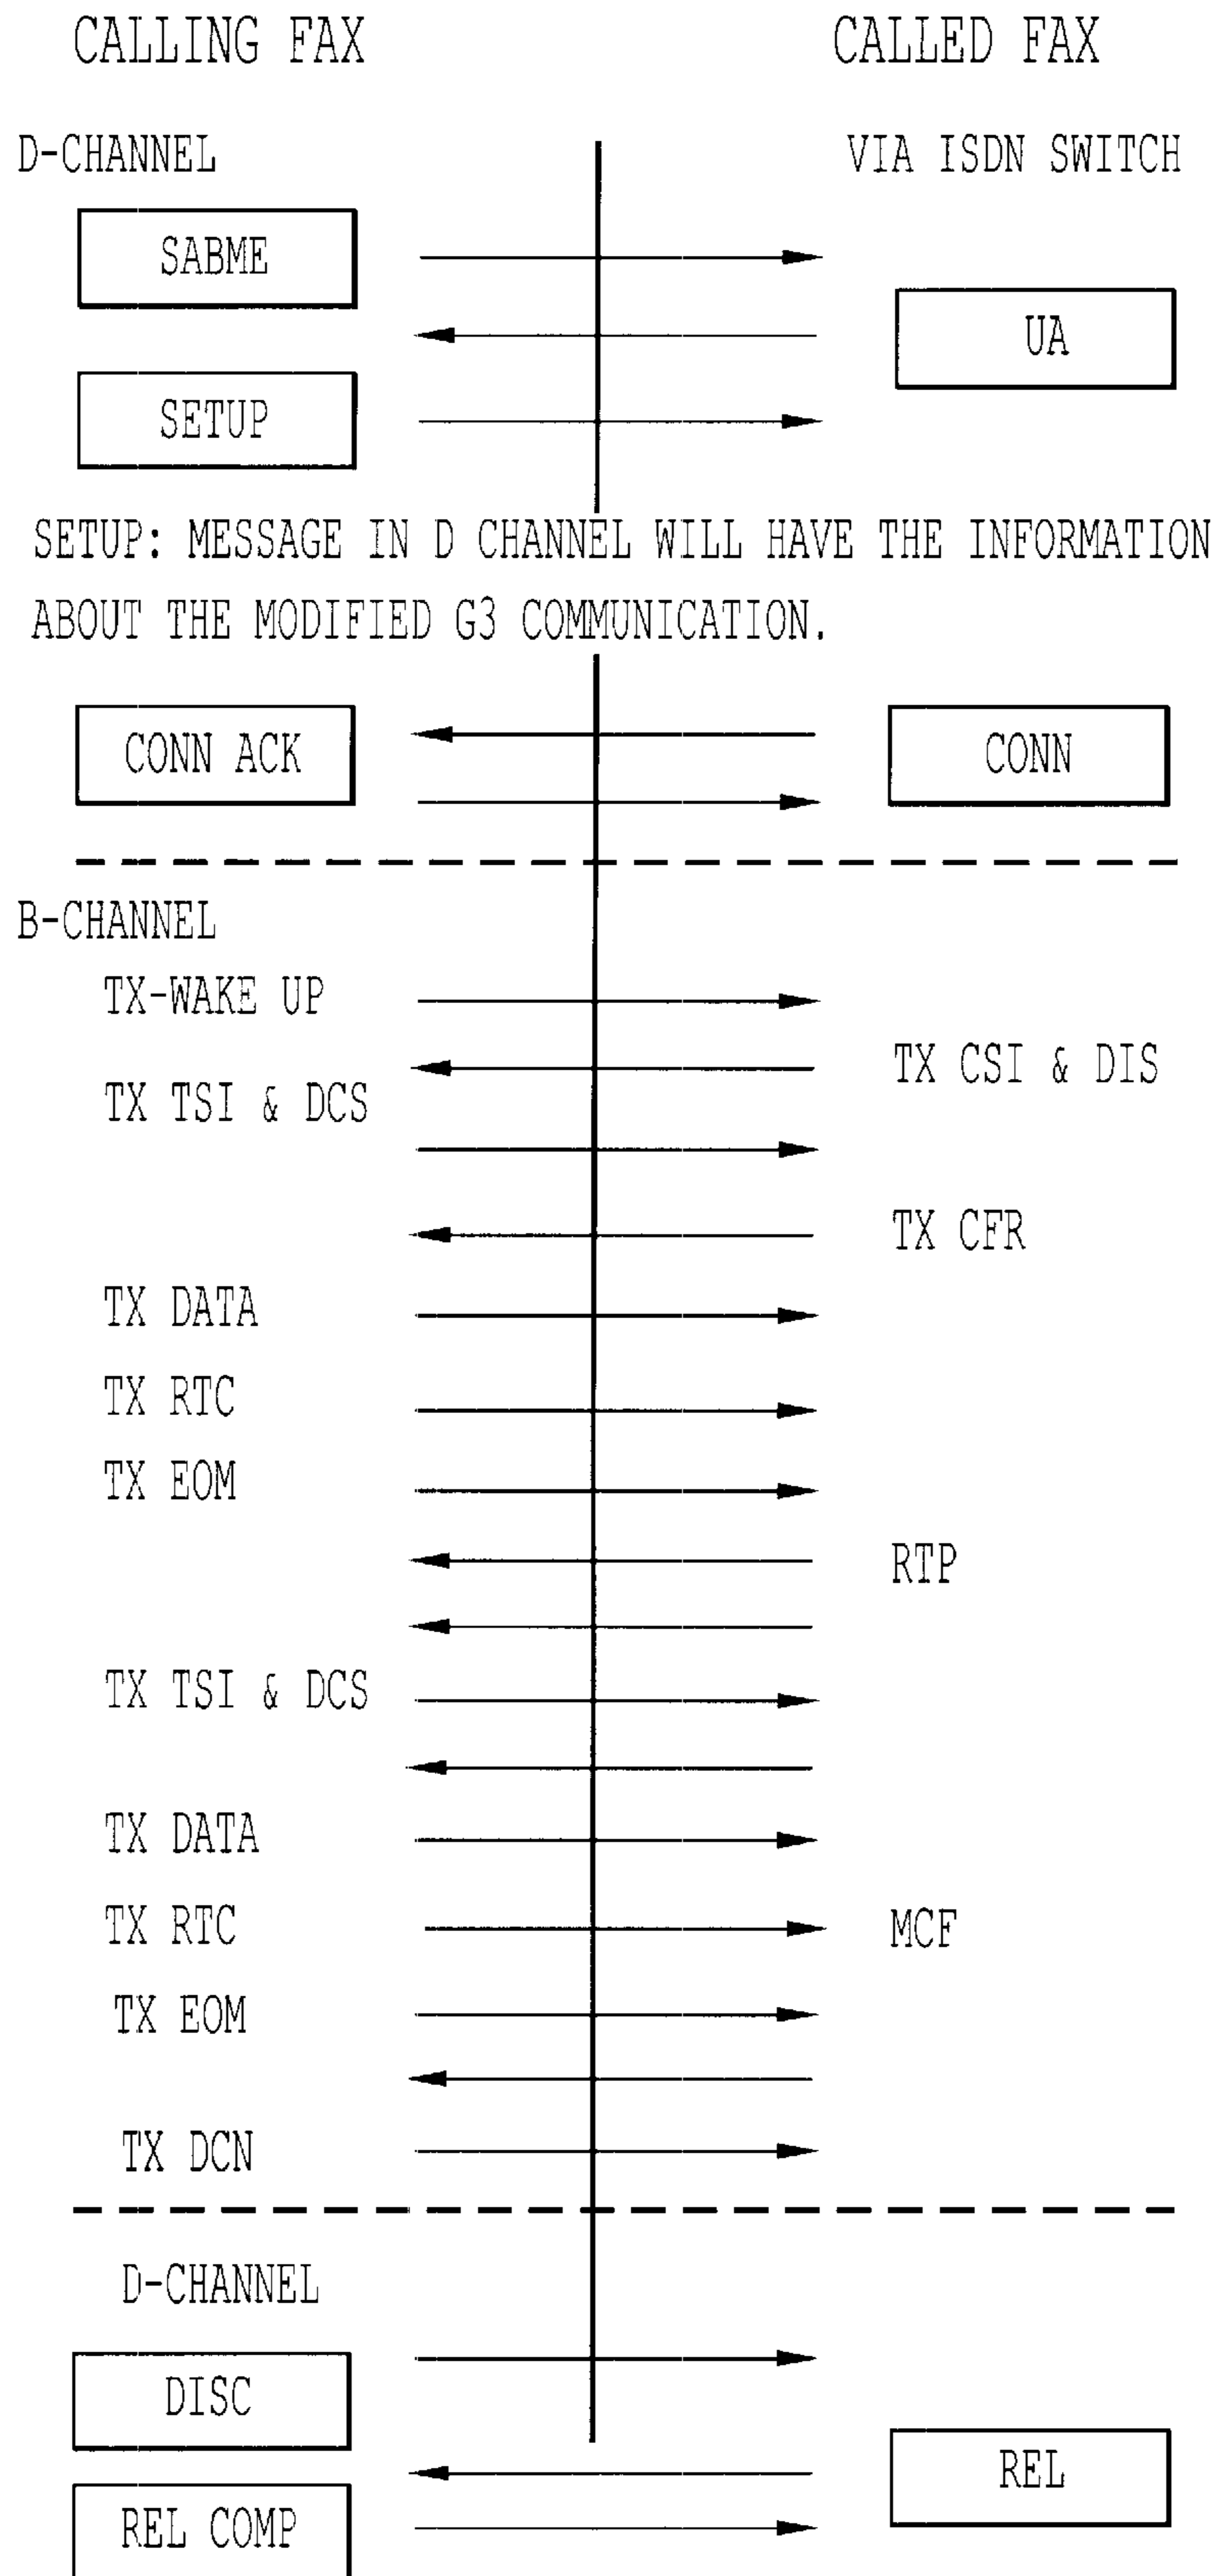 CALLING FAX
CALLED FAX
D-CHANNEL
VIA ISDN SWITCH
SABME
UA
SETUP
SETUP: MESSAGE IN D CHANNEL WILL HAVE THE INFORMATION
ABOUT THE MODIFIED G3 COMMUNICATION.
CONN ACK
CONN
B-CHANNEL
TX-WAKE UP
TX CSI & DIS
TX TSI & DCS
TX CFR
TX DATA
TX RTC
TX EOM
RTP
TX TSI & DCS
TX DATA
TX RTC
MCF
TX EOM
TX DCN
D-CHANNEL
DISC
REL
REL COMP